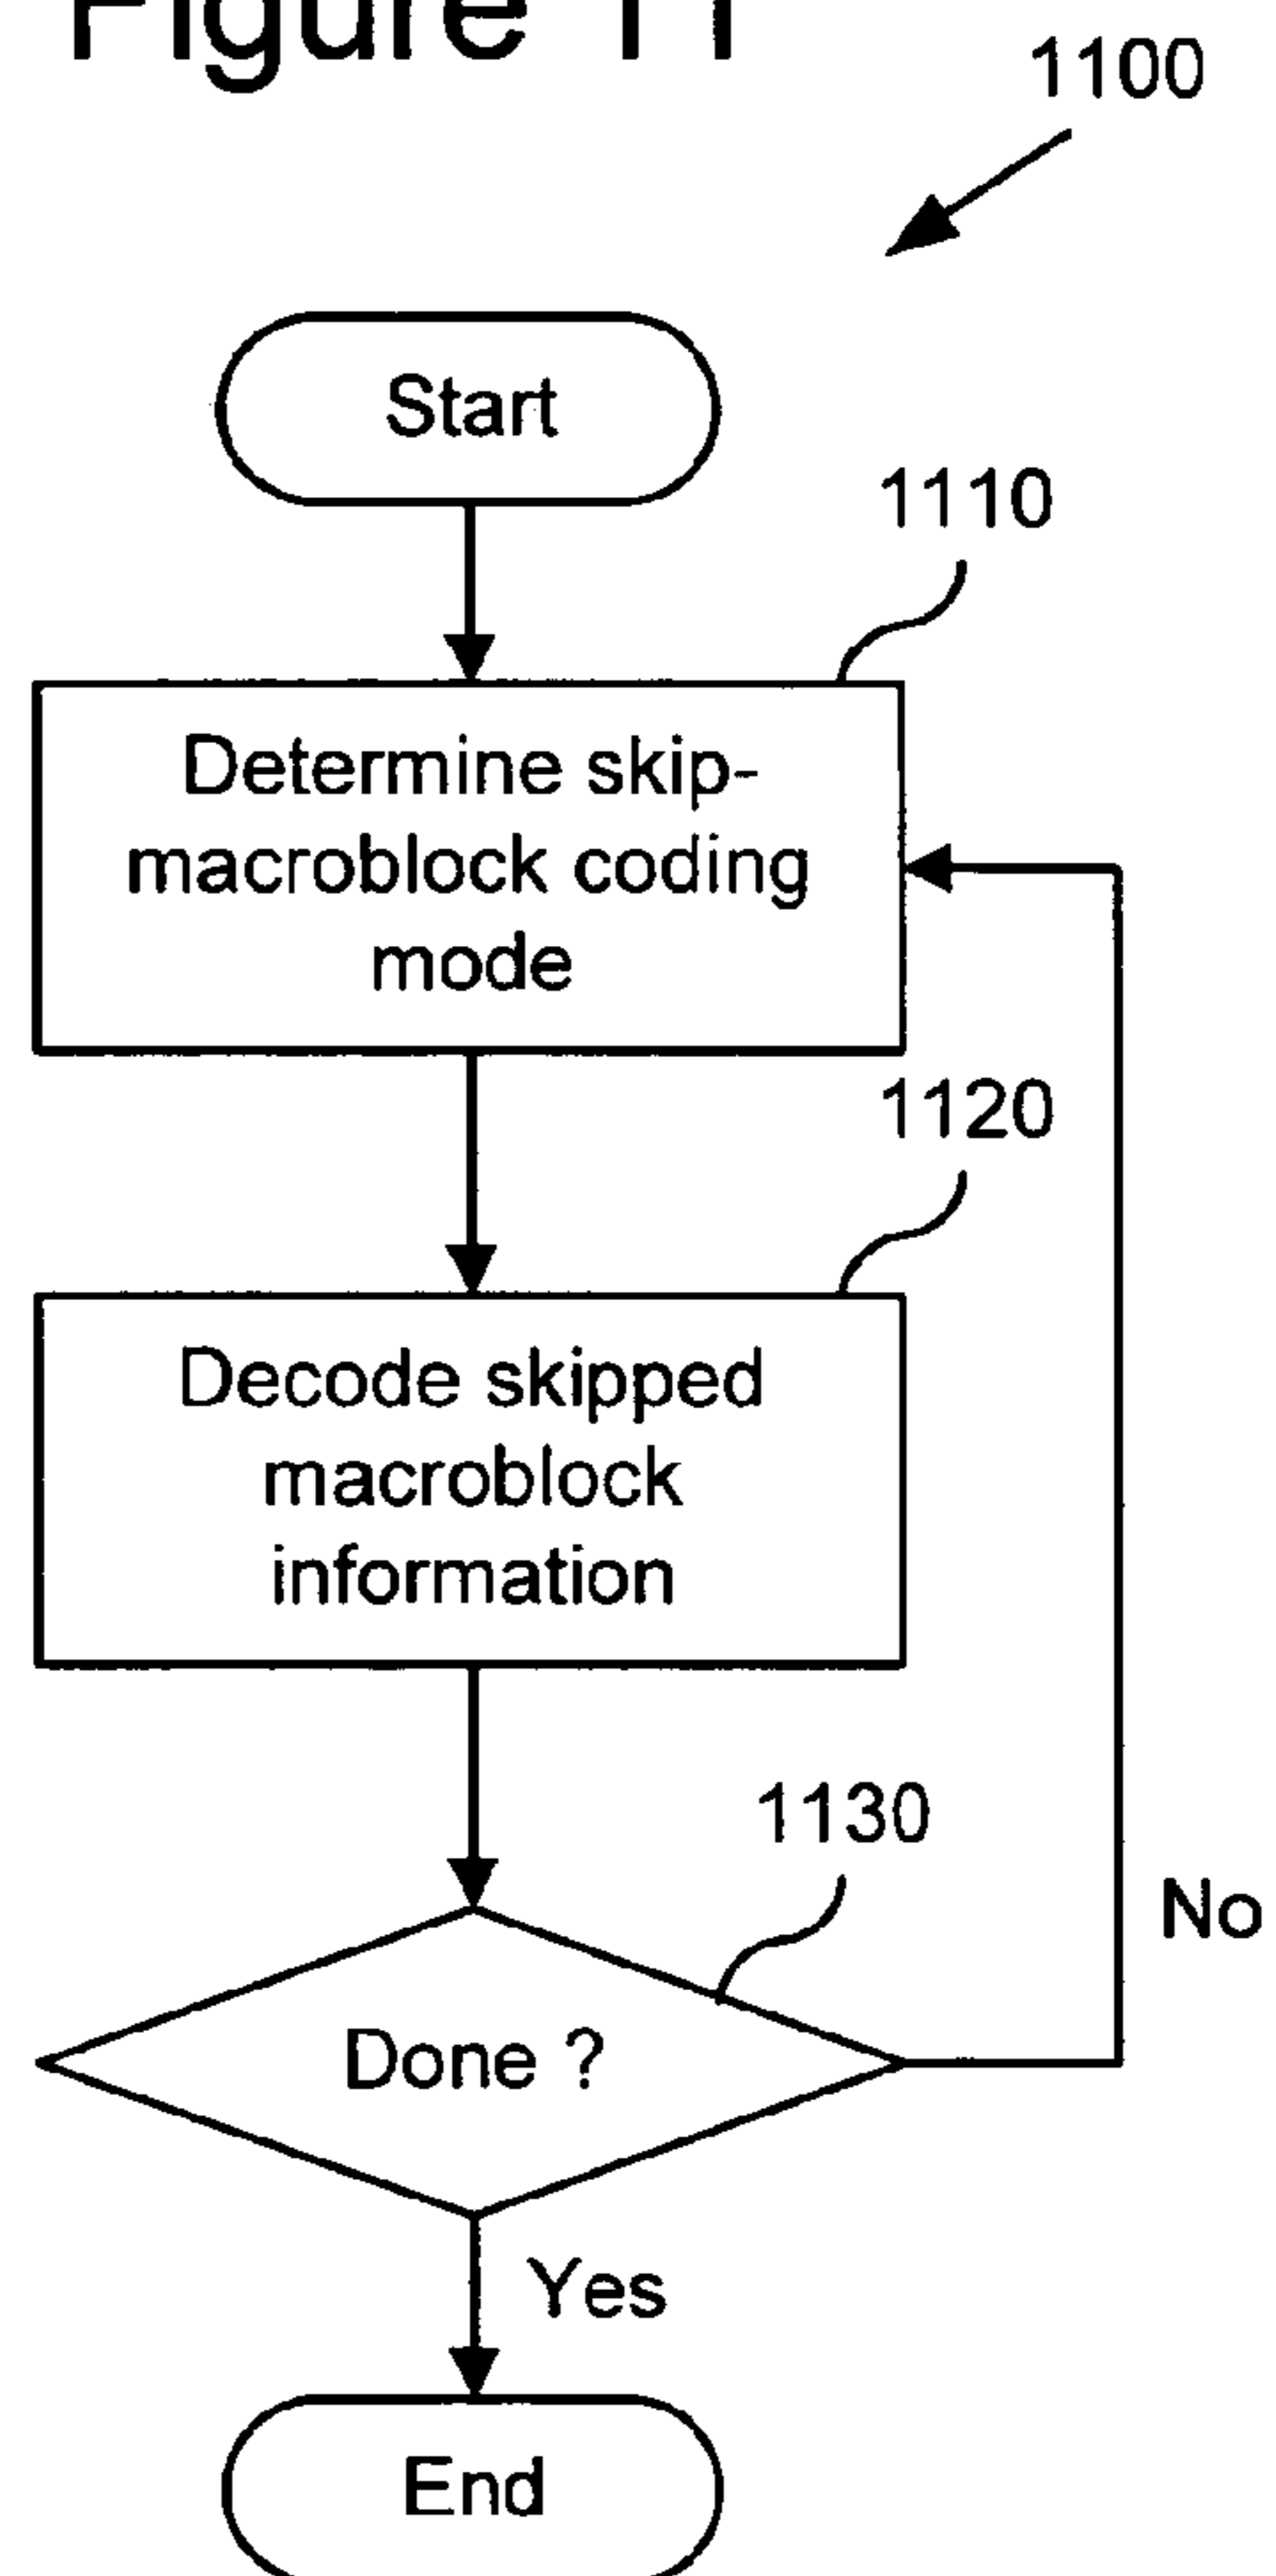 Figure 11
1100
Start
1110
Determine skip-
macroblock coding
mode
1120
Decode skipped
macroblock
information
1130
Done ?
No
Yes
End